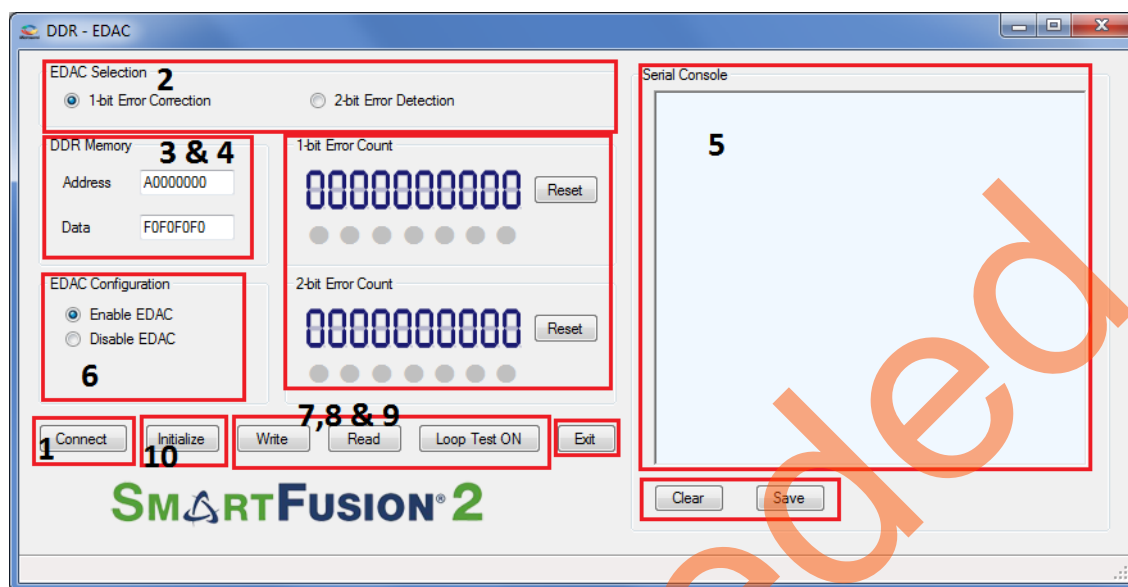 DDR - EDAC
EDAC Selection
2
1-bit Error Correction
2-bit Error Detection
DDR Memory
3 & 4
Address
A0000000
Data
F0F0F0F0
1-bit Error Count
0000000000
Reset
EDAC Configuration
Enable EDAC
Disable EDAC
6
2-bit Error Count
0000000000
Reset
7,8 & 9
1
Connect
Initialize
10
Write
Read
Loop Test ON
Exit
SMARTFUSION® 2
Serial Console
5
Clear
Save
eded